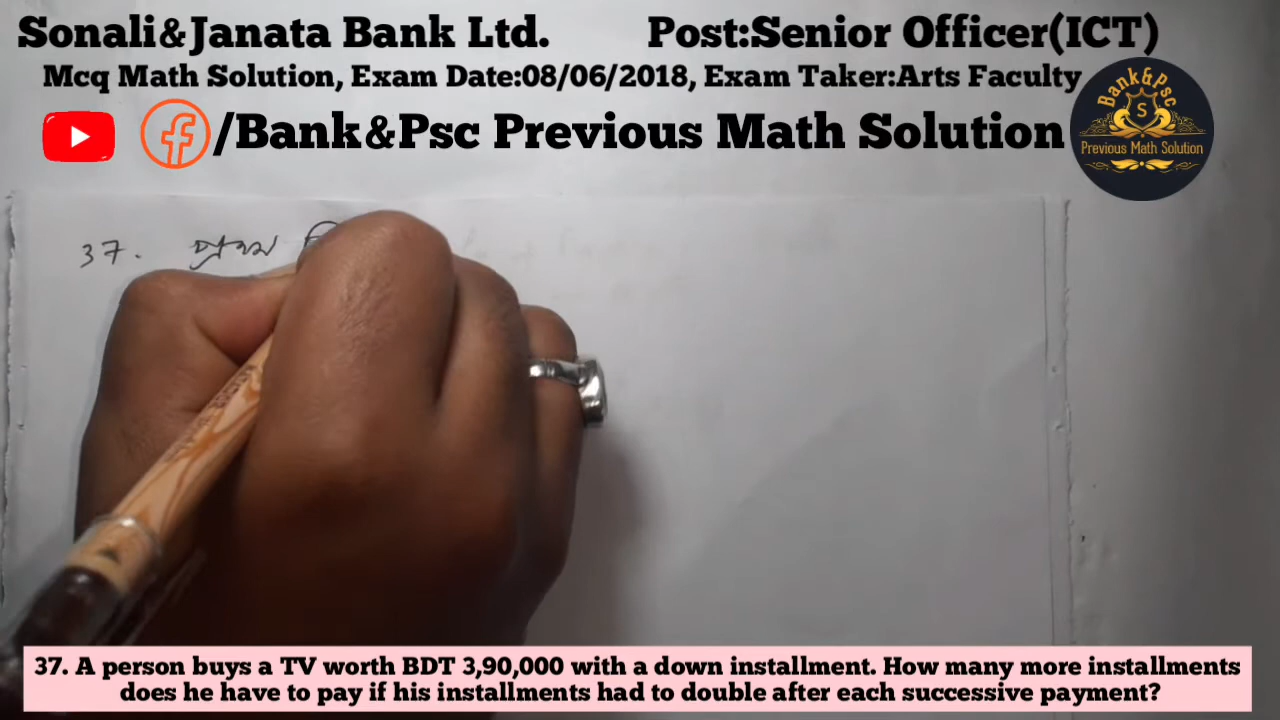 Sonali&Janata Bank Ltd. Post:Senior Officer(ICT)
Mcq Math Solution, Exam Date:08/06/2018, Exam Taker:Arts Faculty
/Bank&Psc Previous Math Solution
Bank&Psc
S
Previous Math Solution
37. প্রথম
37. A person buys a TV worth BDT 3,90,000 with a down installment. How many more installments
does he have to pay if his installments had to double after each successive payment?